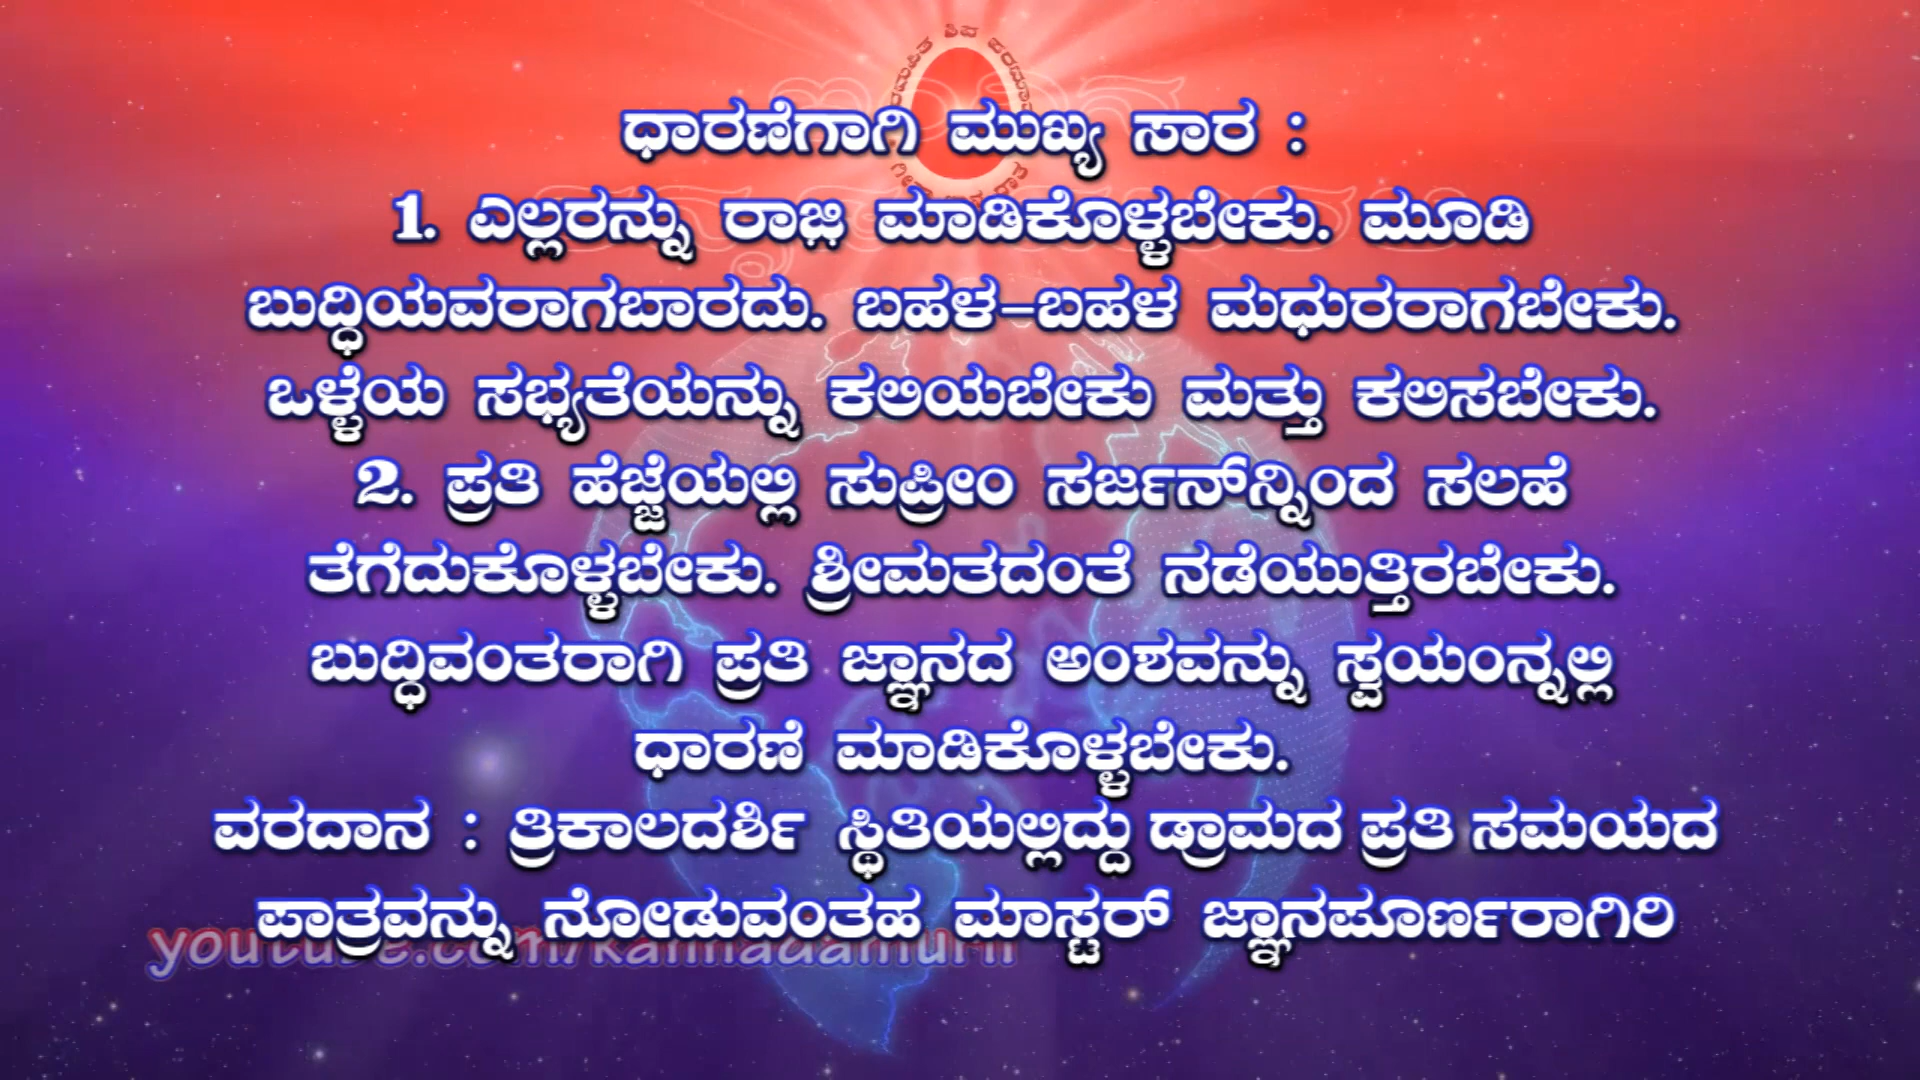 ಧಾರಣೆಗಾಗಿ ಮುಖ್ಯ ಸಾರ :
1. ಎಲ್ಲರನ್ನು ರಾಜಿ ಮಾಡಿಕೊಳ್ಳಬೇಕು. ಮೂಡಿ
ಬುದ್ಧಿಯವರಾಗಬಾರದು. ಬಹಳ-ಬಹಳ ಮಧುರರಾಗಬೇಕು.
ಒಳ್ಳೆಯ ಸಭ್ಯತೆಯನ್ನು ಕಲಿಯಬೇಕು ಮತ್ತು ಕಲಿಸಬೇಕು.
2. ಪ್ರತಿ ಹೆಜ್ಜೆಯಲ್ಲಿ ಸುಪ್ರೀಂ ಸರ್ಜನ್‌ನ್ನಿಂದ ಸಲಹೆ
ತೆಗೆದುಕೊಳ್ಳಬೇಕು. ಶ್ರೀಮತದಂತೆ ನಡೆಯುತ್ತಿರಬೇಕು.
ಬುದ್ಧಿವಂತರಾಗಿ ಪ್ರತಿ ಜ್ಞಾನದ ಅಂಶವನ್ನು ಸ್ವಯಂನ್ನಲ್ಲಿ
ಧಾರಣೆ ಮಾಡಿಕೊಳ್ಳಬೇಕು.
ವರದಾನ : ತ್ರಿಕಾಲದರ್ಶಿ ಸ್ಥಿತಿಯಲ್ಲಿದ್ದು ಡ್ರಾಮದ ಪ್ರತಿ ಸಮಯದ
ಪಾತ್ರವನ್ನು ನೋಡುವಂತಹ ಮಾಸ್ಟರ್ ಜ್ಞಾನಪೂರ್ಣರಾಗಿರಿ
youtube.com/kannadamurli